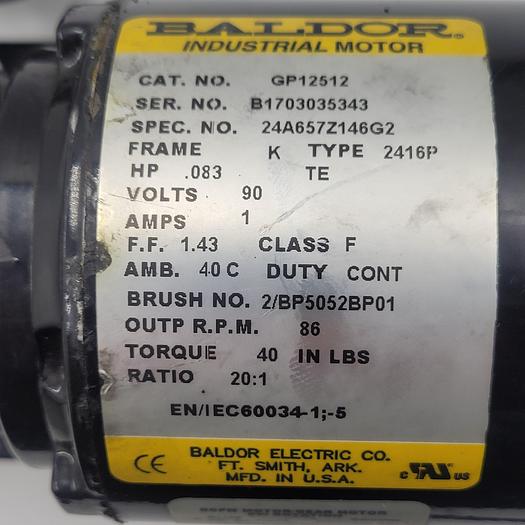 BALDOR®
INDUSTRIAL MOTOR
CAT. NO. GP12512
SER. NO. B1703035343
SPEC. NO. 24A657Z146G2
FRAME K TYPE 2416P
HP .083 TE
VOLTS 90
AMPS 1
F.F. 1.43 CLASS F
AMB. 40 C DUTY CONT
BRUSH NO. 2/BP5052BP01
OUTP R.P.M. 86
TORQUE 40 IN LBS
RATIO 20:1
EN/IEC60034-1;-5
BALDOR ELECTRIC CO.
CE FT. SMITH, ARK. c UR us
MFD. IN U.S.A.